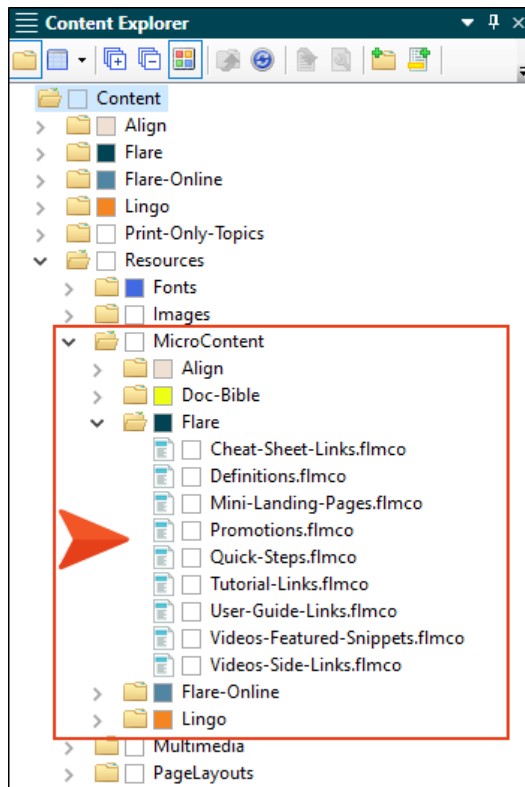 Content Explorer
Content
Align
Flare
Flare-Online
Lingo
Print-Only-Topics
Resources
Fonts
Images
MicroContent
Align
Doc-Bible
Flare
Cheat-Sheet-Links.flmco
Definitions.flmco
Mini-Landing-Pages.flmco
Promotions.flmco
Quick-Steps.flmco
Tutorial-Links.flmco
User-Guide-Links.flmco
Videos-Featured-Snippets.flmco
Videos-Side-Links.flmco
Flare-Online
Lingo
Multimedia
PageLayouts